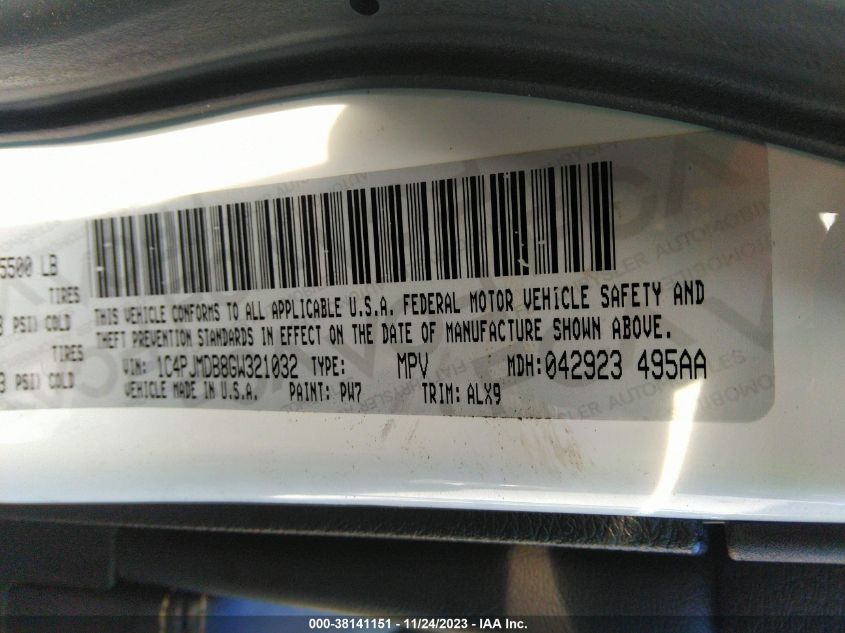 5500 LB
TIRES
PSI) COLD
TIRES
3 PSI) COLD
THIS VEHICLE CONFORMS TO ALL APPLICABLE U.S.A. FEDERAL MOTOR VEHICLE SAFETY AND
THEFT PREVENTION STANDARDS IN EFFECT ON THE DATE OF MANUFACTURE SHOWN ABOVE.
VIN: 1C4PJMDB8GW321032 TYPE: MPV MDH:042923 495AA
VEHICLE MADE IN U.S.A. PAINT: PW7 TRIM: ALX9
000-38141151 - 11/24/2023 - IAA Inc.